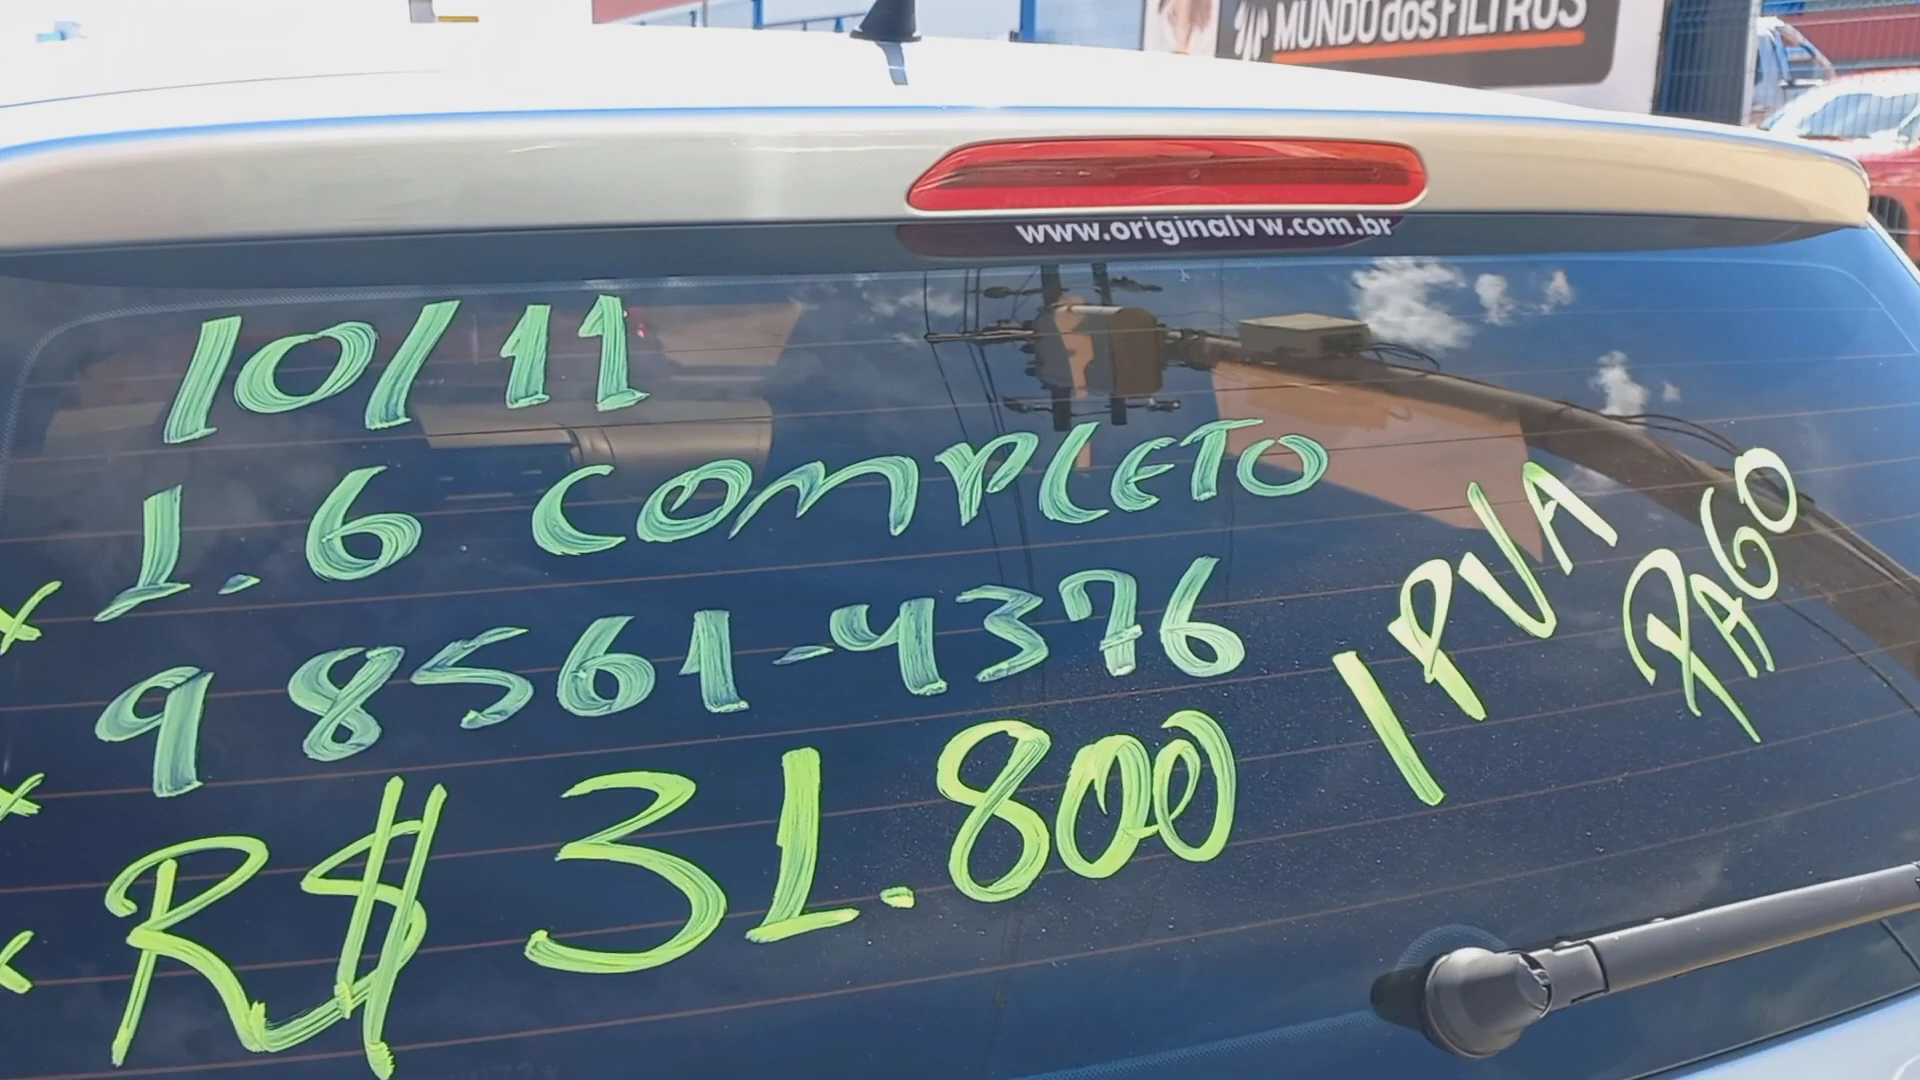 MUNDO dos FILTROS
www.originalvw.com.br
10/11
1.6 COMPLETO
9 8561-4376
R$ 31.800
IPVA
PAGO